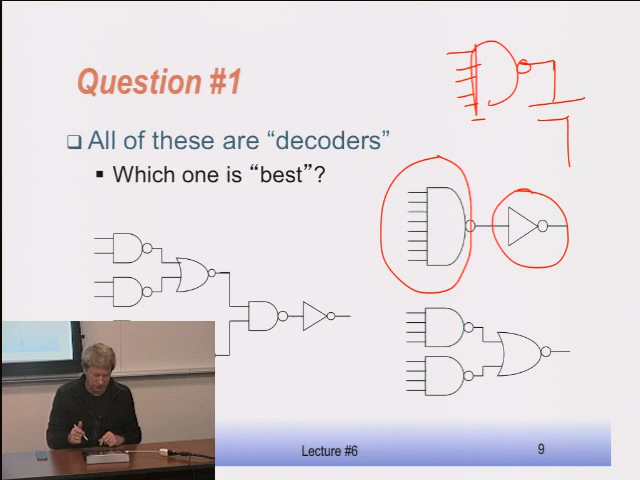 Question #1
❑ All of these are “decoders”
▪ Which one is “best”?
Lecture #6
9